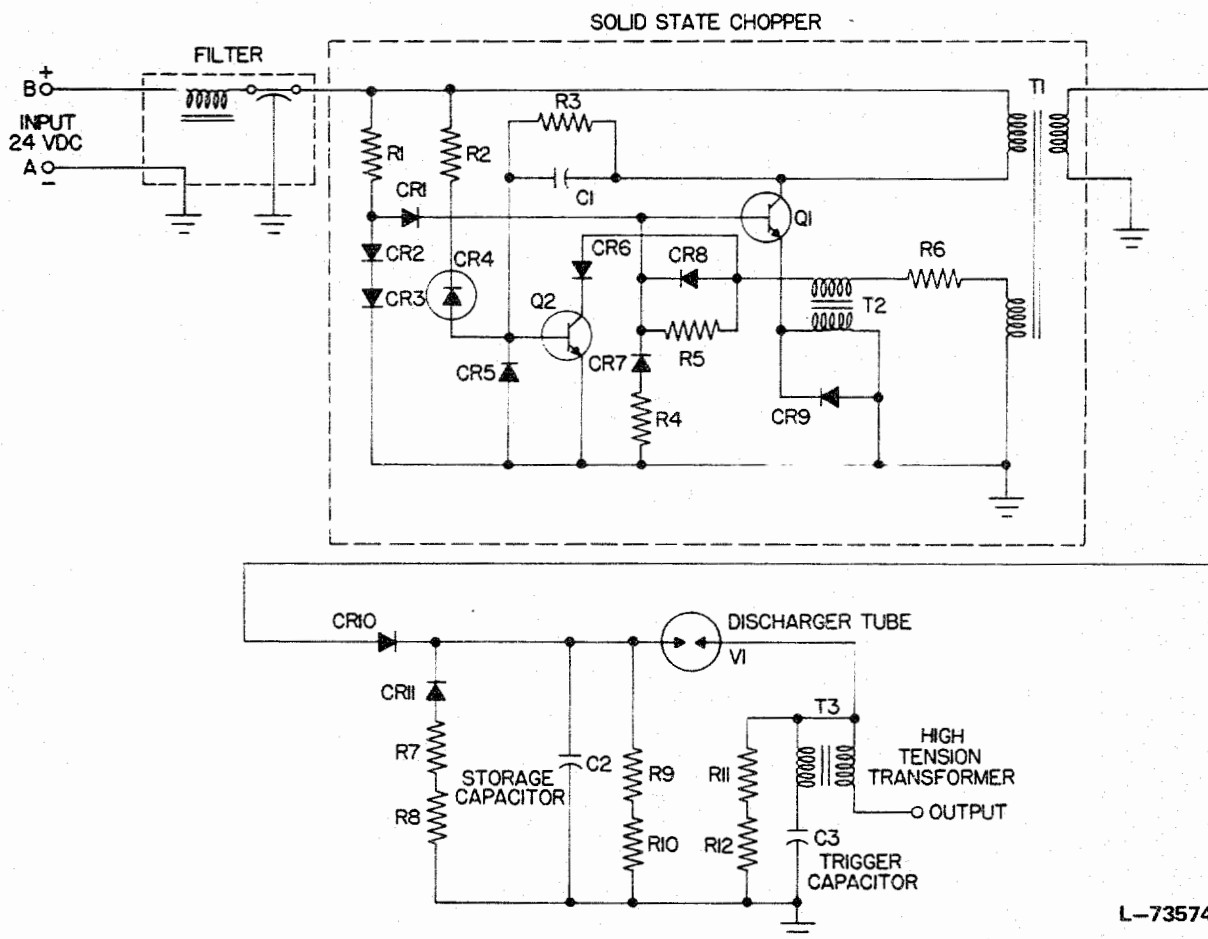 SOLID STATE CHOPPER
FILTER
+
B
INPUT
24 VDC
A
−
R1
R2
R3
C1
T1
CR1
Q1
CR2
CR3
CR4
CR6
CR8
R6
Q2
T2
CR5
CR7
R5
R4
CR9
CR10
DISCHARGER TUBE
V1
CR11
T3
R7
C2
R9
R11
HIGH
TENSION
TRANSFORMER
STORAGE
CAPACITOR
R8
R10
R12
OUTPUT
C3
TRIGGER
CAPACITOR
L-73574